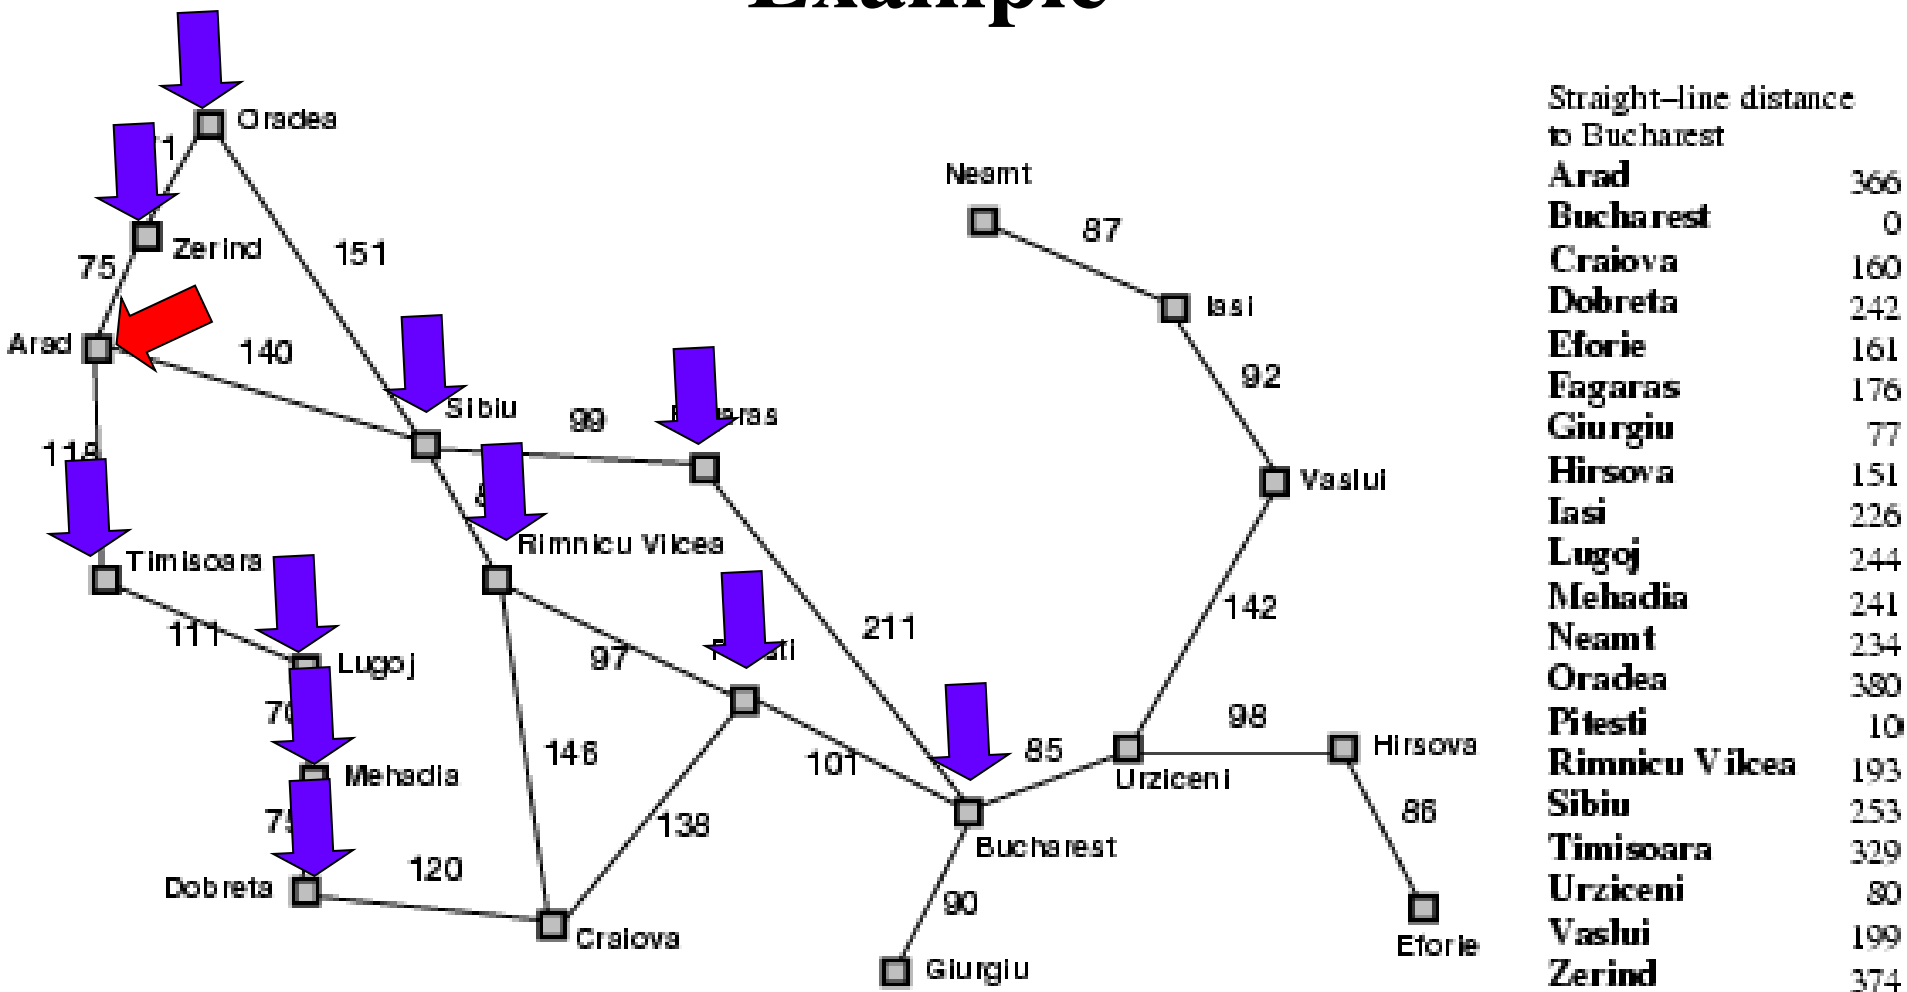 Example
Oradea
Zerind
75
151
Arad
140
Sibiu
99
Timisoara
Rimnicu Vilcea
111
Lugoj
97
211
Mehadia
146
101
138
Dobreta
120
Craiova
Neamt
87
Iasi
92
Vaslui
142
98
85
Urziceni
Hirsova
86
Bucharest
90
Giurgiu
Eforie
Straight-line distance
to Bucharest
Arad 366
Bucharest 0
Craiova 160
Dobreta 242
Eforie 161
Fagaras 176
Giurgiu 77
Hirsova 151
Iasi 226
Lugoj 244
Mehadia 241
Neamt 234
Oradea 380
Pitesti 10
Rimnicu Vilcea 193
Sibiu 253
Timisoara 329
Urziceni 80
Vaslui 199
Zerind 374